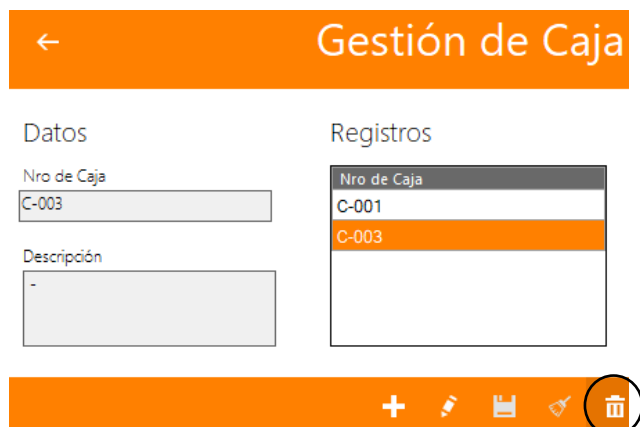 Gestión de Caja
Datos
Nro de Caja
C-003
Descripción
-
Registros
Nro de Caja
C-001
C-003